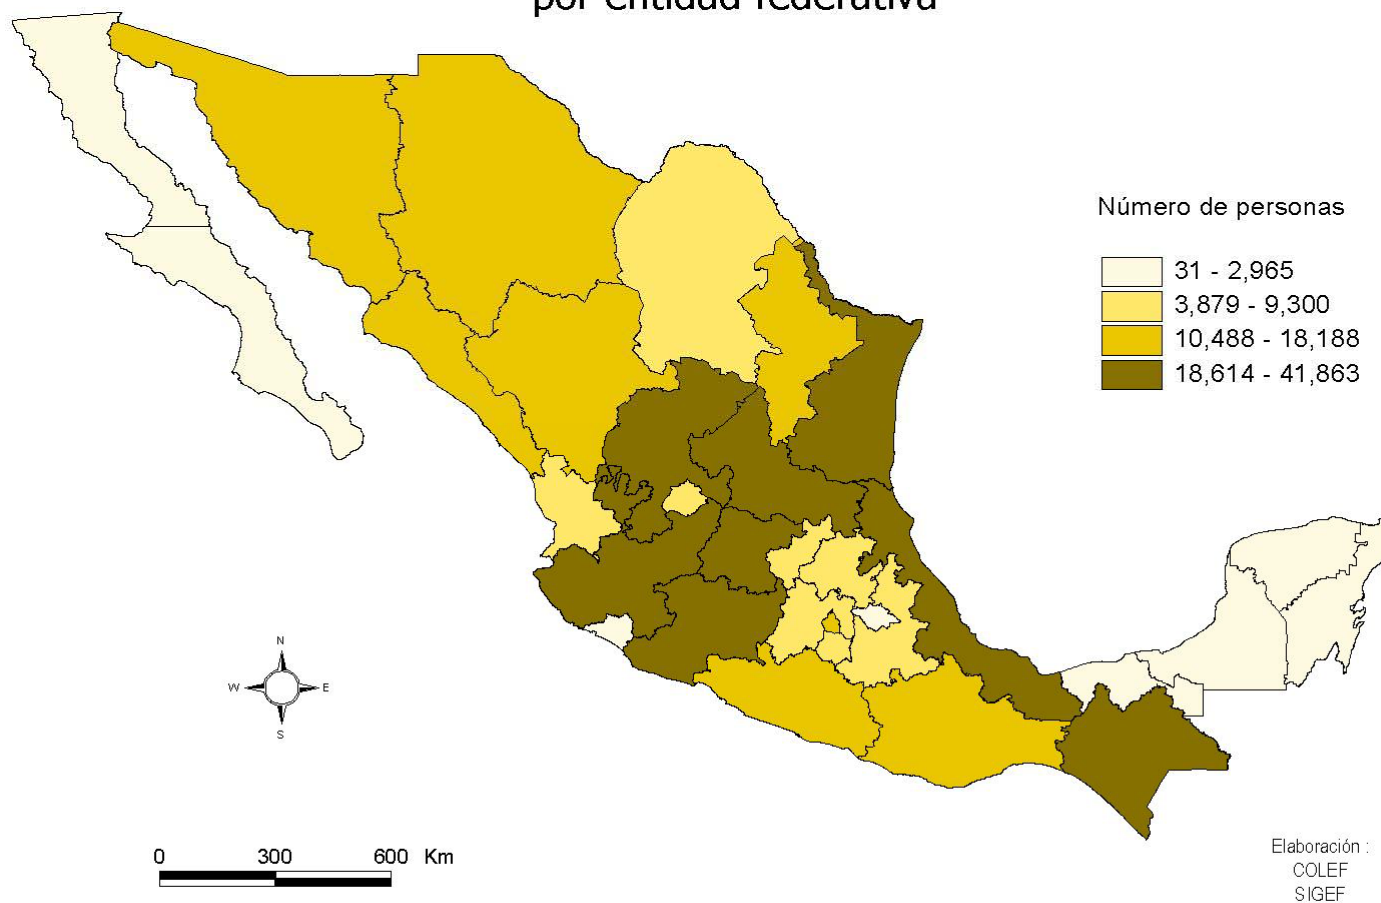 por entidad federativa
Número de personas
31 - 2,965
3,879 - 9,300
10,488 - 18,188
18,614 - 41,863
N
W E
S
0 300 600 Km
Elaboración :
COLEF
SIGEF